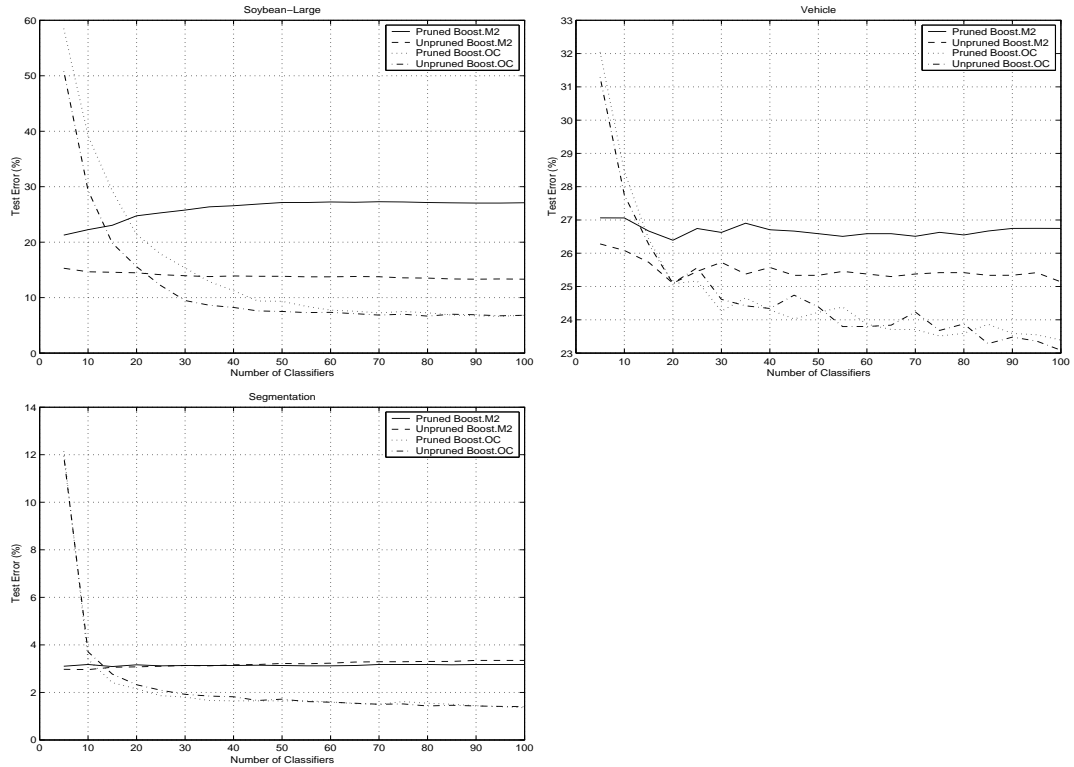 Soybean−Large
60
50
40
30
20
10
0
Test Error (%)
0 10 20 30 40 50 60 70 80 90 100
Number of Classifiers
Pruned Boost.M2
Unpruned Boost.M2
Pruned Boost.OC
Unpruned Boost.OC
Vehicle
33
32
31
30
29
28
27
26
25
24
23
Test Error (%)
0 10 20 30 40 50 60 70 80 90 100
Number of Classifiers
Pruned Boost.M2
Unpruned Boost.M2
Pruned Boost.OC
Unpruned Boost.OC
Segmentation
14
12
10
8
6
4
2
0
Test Error (%)
0 10 20 30 40 50 60 70 80 90 100
Number of Classifiers
Pruned Boost.M2
Unpruned Boost.M2
Pruned Boost.OC
Unpruned Boost.OC